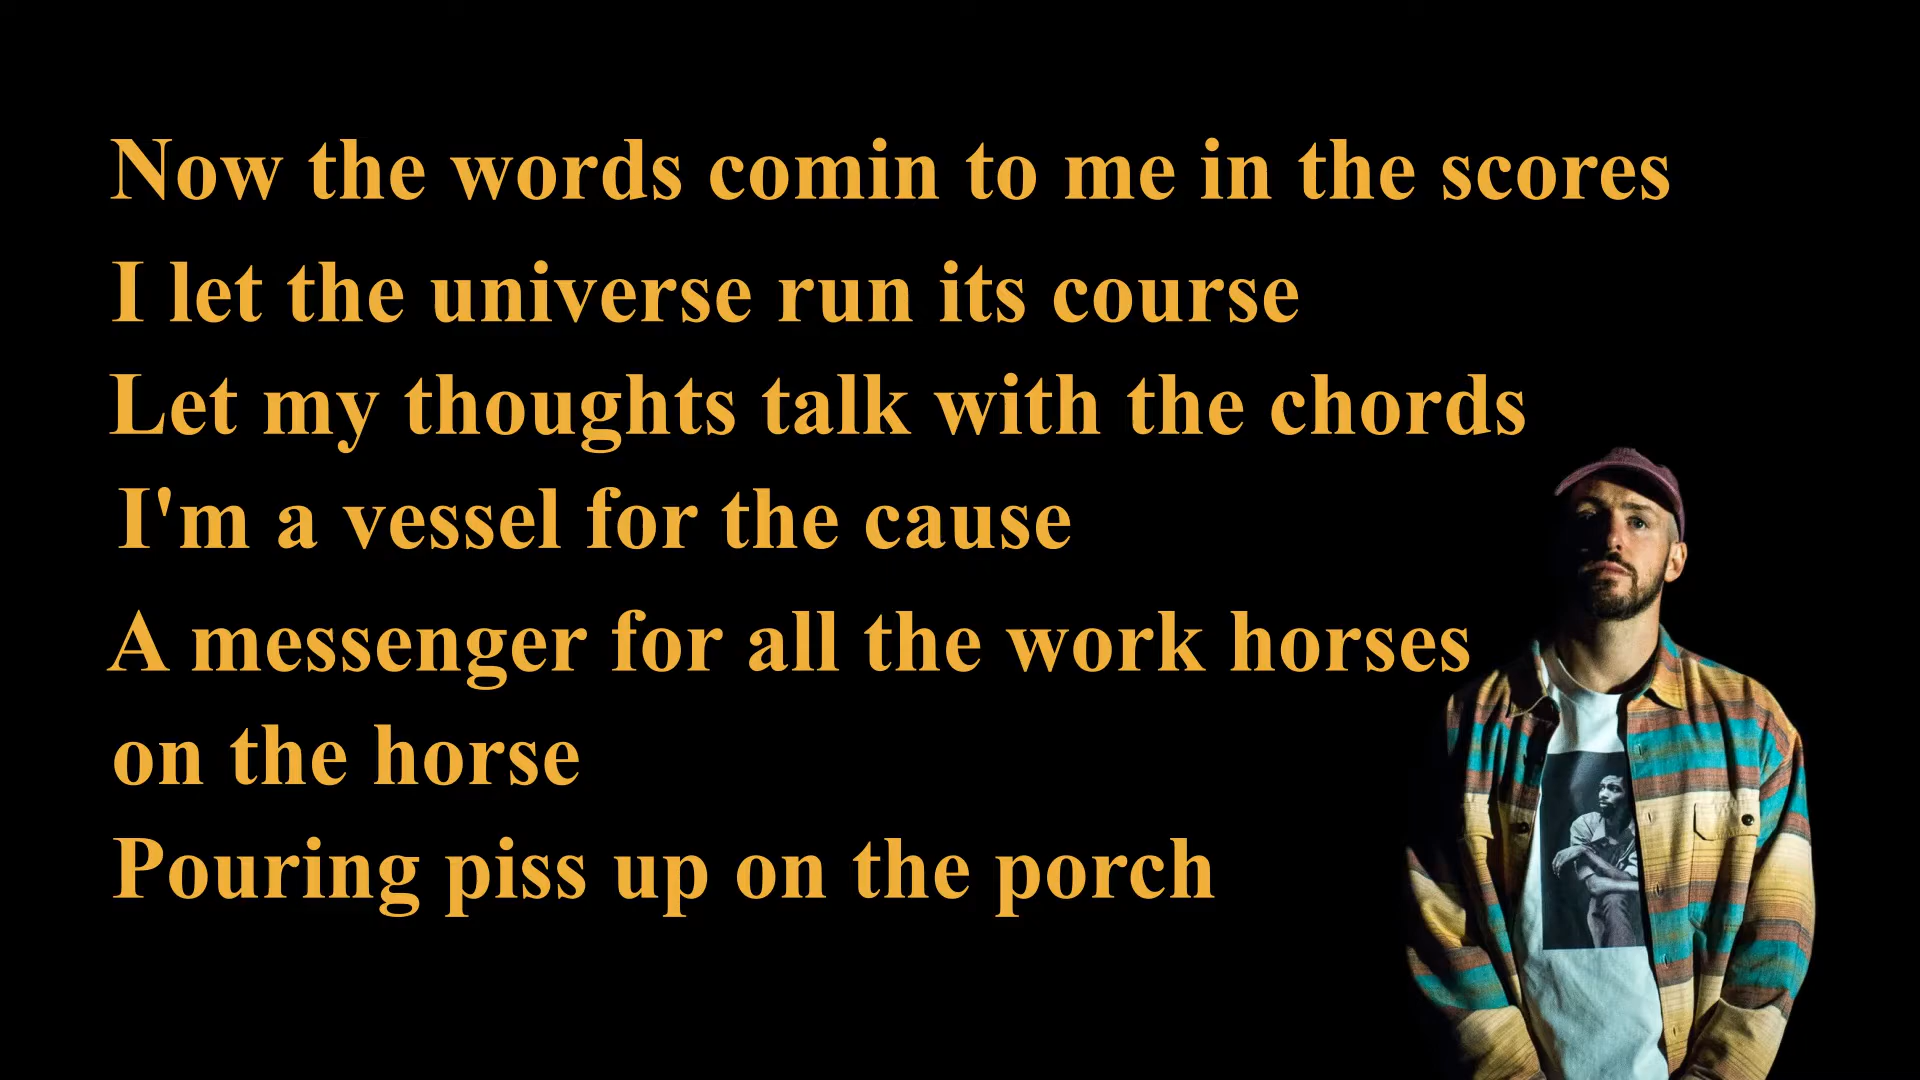 Now the words comin to me in the scores
I let the universe run its course
Let my thoughts talk with the chords
I'm a vessel for the cause
A messenger for all the work horses
on the horse
Pouring piss up on the porch